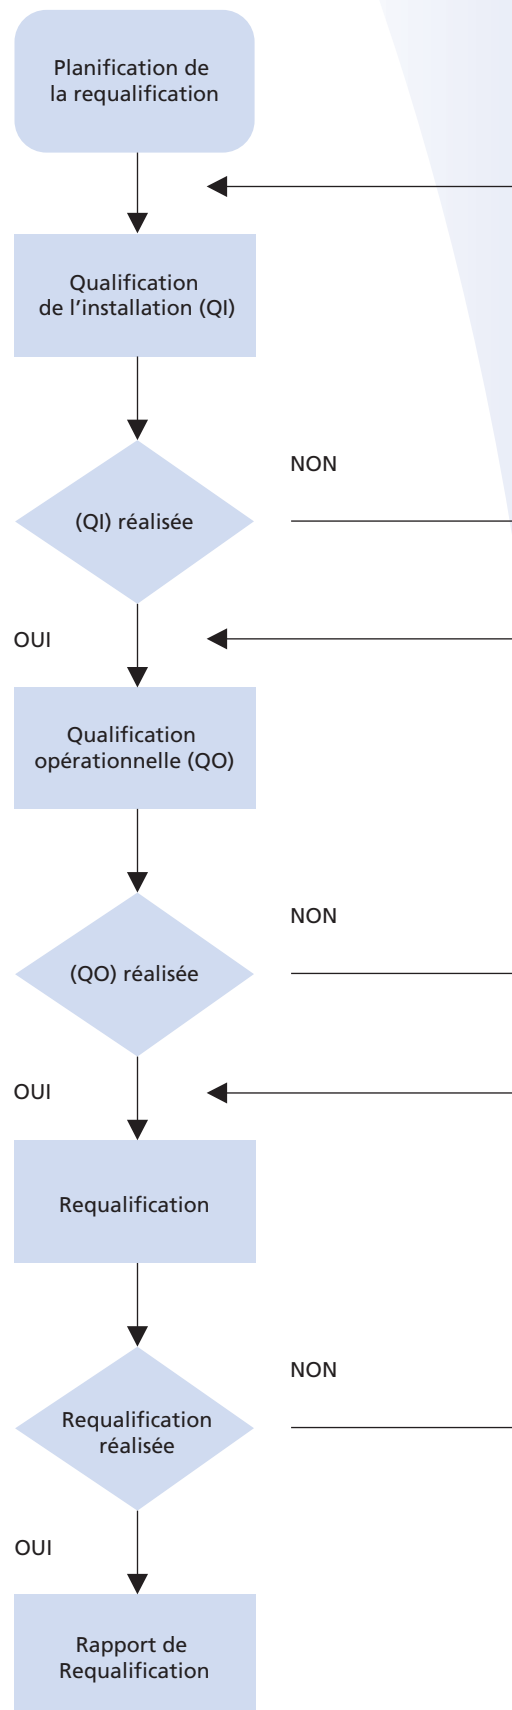 Planification de
la requalification
Qualification
de l’installation (QI)
NON
(QI) réalisée
OUI
Qualification
opérationnelle (QO)
NON
(QO) réalisée
OUI
Requalification
NON
Requalification
réalisée
OUI
Rapport de
Requalification